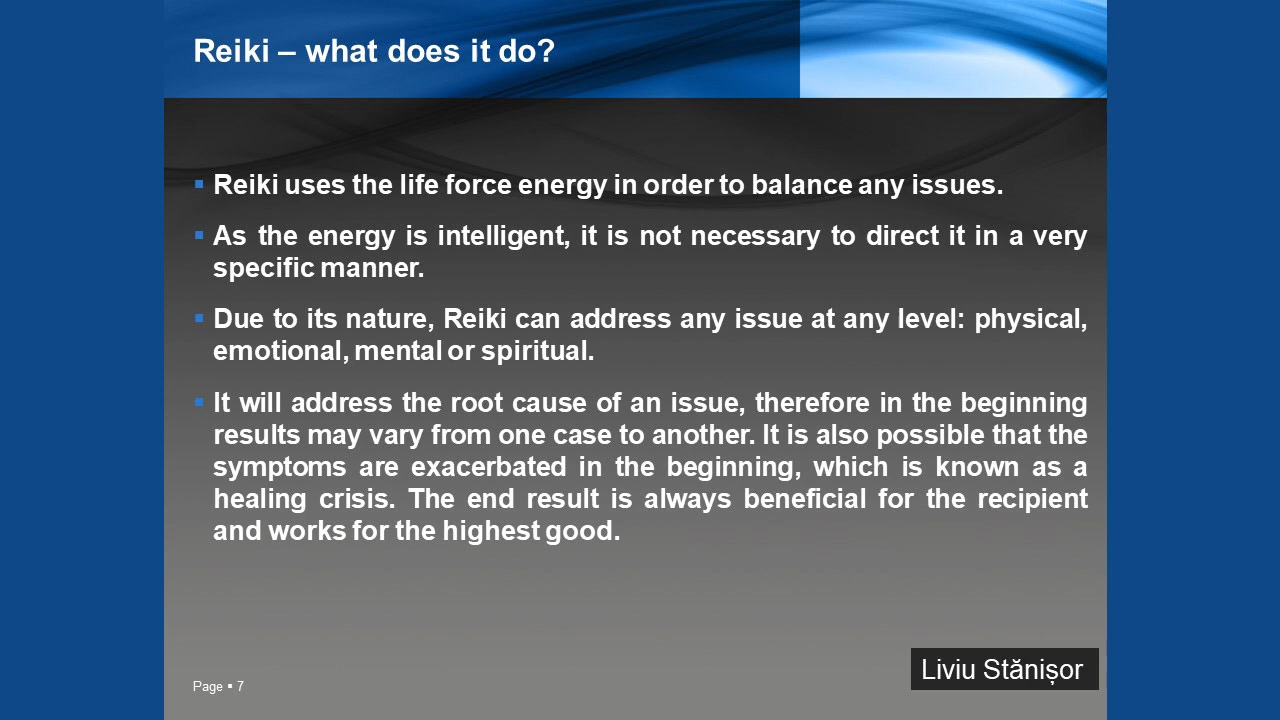 Reiki – what does it do?
▪ Reiki uses the life force energy in order to balance any issues.
▪ As the energy is intelligent, it is not necessary to direct it in a very
specific manner.
▪ Due to its nature, Reiki can address any issue at any level: physical,
emotional, mental or spiritual.
▪ It will address the root cause of an issue, therefore in the beginning
results may vary from one case to another. It is also possible that the
symptoms are exacerbated in the beginning, which is known as a
healing crisis. The end result is always beneficial for the recipient
and works for the highest good.
Page ▪ 7
Liviu Stănișor